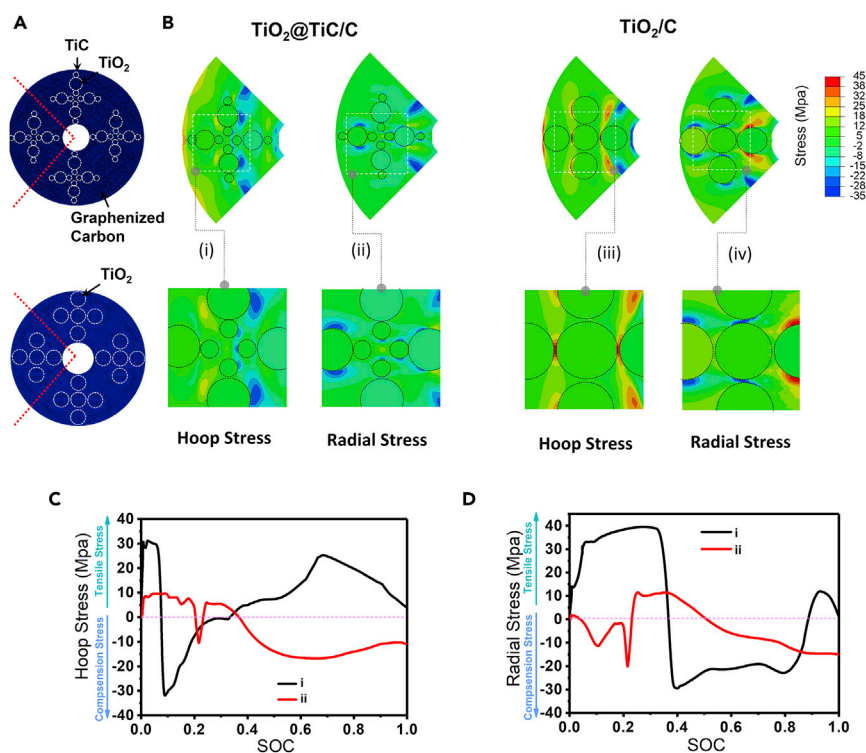 A
TiC
TiO2
Graphenized
Carbon
TiO2
B
TiO2@TiC/C
TiO2/C
(i)
(ii)
(iii)
(iv)
Hoop Stress
Radial Stress
Hoop Stress
Radial Stress
Stress (Mpa)
45
38
32
25
18
12
5
-2
-8
-15
-22
-28
-35
C
Hoop Stress (Mpa)
Tensile Stress
Compsension Stress
40
30
20
10
0
-10
-20
-30
-40
i
ii
0.0
0.2
0.4
0.6
0.8
1.0
SOC
D
Radial Stress (Mpa)
Tensile Stress
Compsension Stress
40
30
20
10
0
-10
-20
-30
-40
i
ii
0.0
0.2
0.4
0.6
0.8
1.0
SOC